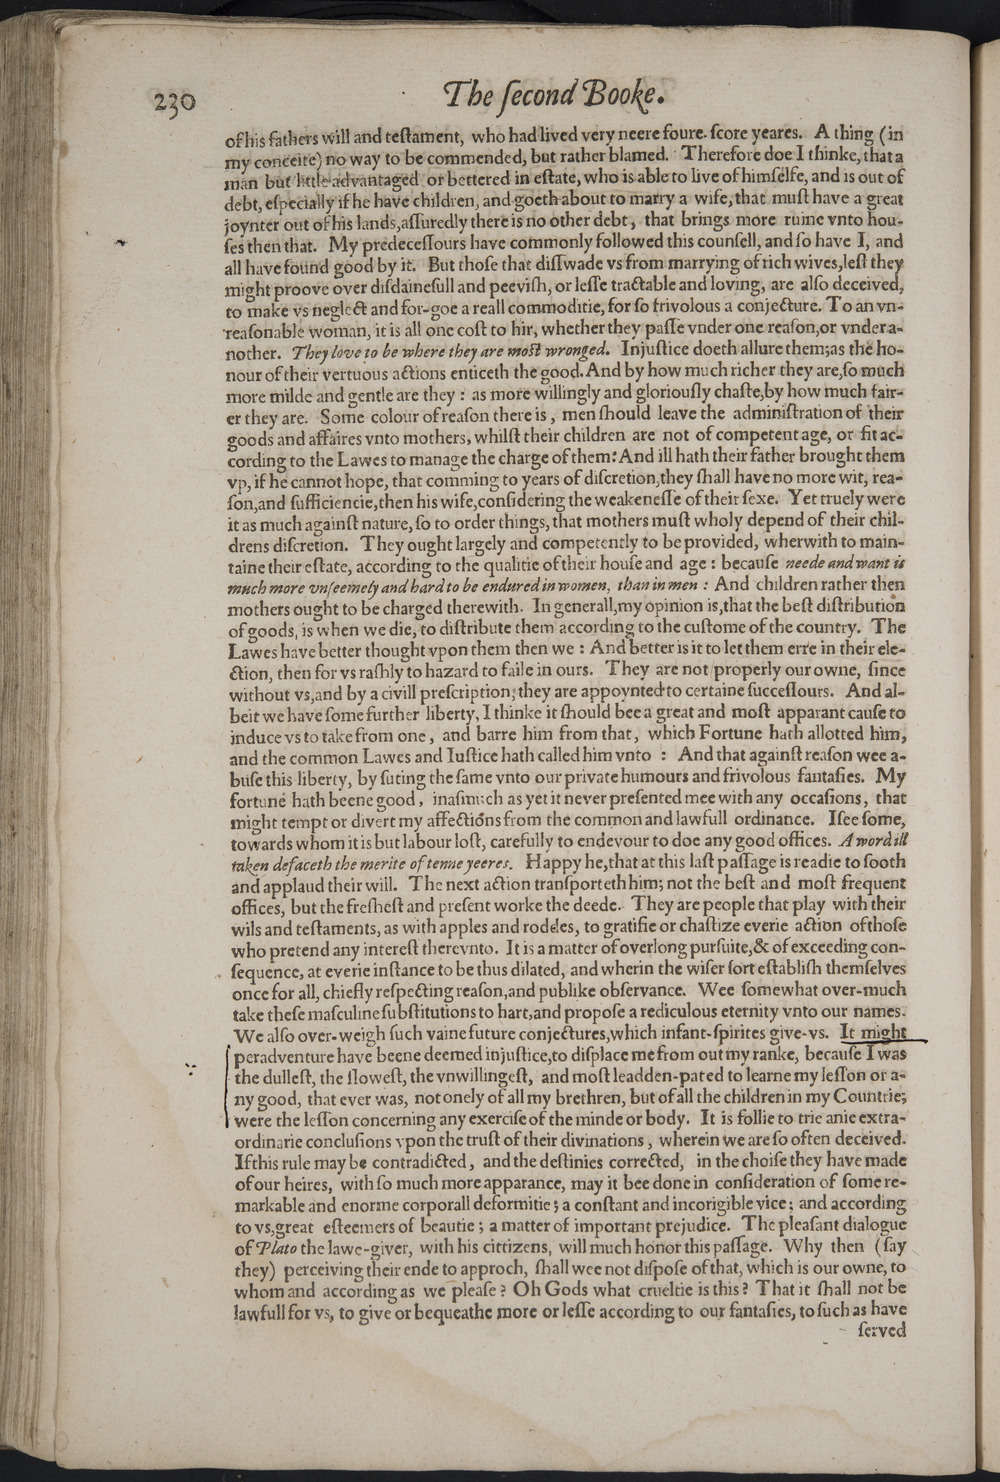 230
The ſecond Booke.
of his fathers will and teſtament, who had lived very neere foure-ſcore yeares. A thing (in
my conceite) no way to be commended, but rather blamed. Therefore doe I thinke, that a
man but little advantaged or bettered in eſtate, who is able to live of himſelfe, and is out of
debt, eſpecially if he have children, and goeth about to marry a wife, that muſt have a great
joynter out of his lands, aſſuredly there is no other debt, that brings more ruine vnto hou-
ſes then that. My predeceſſours have commonly followed this counſell, and ſo have I, and
all have found good by it. But thoſe that diſſwade vs from marrying of rich wives, leſt they
might proove over diſdainefull and peeviſh, or leſſe tractable and loving, are alſo deceived,
to make vs neglect and for-goe a reall commoditie, for ſo frivolous a conjecture. To an vn-
reaſonable woman, it is all one coſt to hir, whether they paſſe vnder one reaſon, or vnder a-
nother. They love to be where they are moſt wronged. Injuſtice doeth allure them; as the ho-
nour of their vertuous actions enticeth the good. And by how much richer they are, ſo much
more milde and gentle are they : as more willingly and gloriouſly chaſte, by how much fair-
er they are. Some colour of reaſon there is, men ſhould leave the adminiſtration of their
goods and affaires vnto mothers, whilſt their children are not of competent age, or fit ac-
cording to the Lawes to manage the charge of them: And ill hath their father brought them
vp, if he cannot hope, that comming to years of diſcretion, they ſhall have no more wit, rea-
ſon, and ſufficiencie, then his wife, conſidering the weakeneſſe of their ſexe. Yet truely were
it as much againſt nature, ſo to order things, that mothers muſt wholy depend of their chil-
drens diſcretion. They ought largely and competently to be provided, wherwith to main-
taine their eſtate, according to the qualitie of their houſe and age : becauſe neede and want is
much more vnſeemely and hard to be endured in women, than in men : And children rather then
mothers ought to be charged therewith. In generall, my opinion is, that the beſt diſtribution
of goods, is when we die, to diſtribute them according to the cuſtome of the country. The
Lawes have better thought vpon them then we : And better is it to let them erre in their ele-
ction, then for vs raſhly to hazard to faile in ours. They are not properly our owne, ſince
without vs, and by a civill preſcription; they are appoynted to certaine ſucceſſours. And al-
beit we have ſome further liberty, I thinke it ſhould bee a great and moſt apparant cauſe to
induce vs to take from one, and barre him from that, which Fortune hath allotted him,
and the common Lawes and Iuſtice hath called him vnto : And that againſt reaſon wee a-
buſe this liberty, by ſuting the ſame vnto our private humours and frivolous fantaſies. My
fortune hath beene good, inaſmuch as yet it never preſented mee with any occaſions, that
might tempt or divert my affections from the common and lawfull ordinance. I ſee ſome,
towards whom it is but labour loſt, carefully to endevour to doe any good offices. A word ill
taken defaceth the merite of tenne yeeres. Happy he, that at this laſt paſſage is readie to ſooth
and applaud their will. The next action tranſporteth him; not the beſt and moſt frequent
offices, but the freſheſt and preſent worke the deede. They are people that play with their
wils and teſtaments, as with apples and roddes, to gratifie or chaſtize everie action of thoſe
who pretend any intereſt therevnto. It is a matter of overlong purſuite, & of exceeding con-
ſequence, at everie inſtance to be thus dilated, and wherin the wiſer ſort eſtabliſh themſelves
once for all, chiefly reſpecting reaſon, and publike obſervance. Wee ſomewhat over-much
take theſe maſculine ſubſtitutions to hart, and propoſe a rediculous eternity vnto our names.
We alſo over-weigh ſuch vaine future conjectures, which infant-ſpirites give-vs. It might
peradventure have beene deemed injuſtice, to diſplace me from out my ranke, becauſe I was
the dulleſt, the ſloweſt, the vnwillingeſt, and moſt leadden-pated to learne my leſſon or a-
ny good, that ever was, not onely of all my brethren, but of all the children in my Countrie;
were the leſſon concerning any exerciſe of the minde or body. It is follie to trie anie extra-
ordinarie concluſions vpon the truſt of their divinations, wherein we are ſo often deceived.
If this rule may be contradicted, and the deſtinies corrected, in the choiſe they have made
of our heires, with ſo much more apparance, may it bee done in conſideration of ſome re-
markable and enorme corporall deformitie; a conſtant and incorigible vice; and according
to vs, great eſteemers of beautie; a matter of important prejudice. The pleaſant dialogue
of Plato the lawe-giver, with his cittizens, will much honor this paſſage. Why then (ſay
they) perceiving their ende to approch, ſhall wee not diſpoſe of that, which is our owne, to
whom and according as we pleaſe? Oh Gods what crueltie is this? That it ſhall not be
lawfull for vs, to give or bequeathe more or leſſe according to our fantaſies, to ſuch as have
ſerved